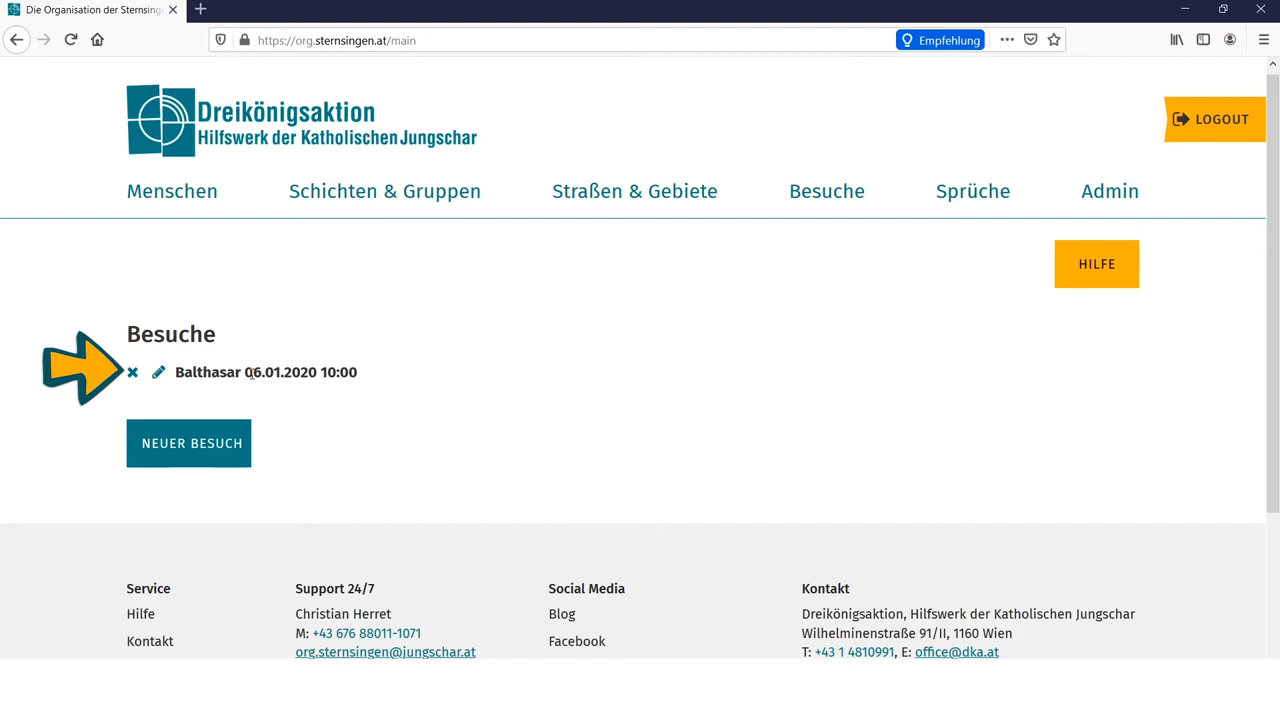 Die Organisation der Sternsing
https://org.sternsingen.at/main
Empfehlung
Dreikönigsaktion
Hilfswerk der Katholischen Jungschar
LOGOUT
Menschen Schichten & Gruppen Straßen & Gebiete Besuche Sprüche Admin
HILFE
Besuche
Balthasar 06.01.2020 10:00
NEUER BESUCH
Service
Hilfe
Kontakt
Support 24/7
Christian Herret
M: +43 676 88011-1071
org.sternsingen@jungschar.at
Social Media
Blog
Facebook
Kontakt
Dreikönigsaktion, Hilfswerk der Katholischen Jungschar
Wilhelminenstraße 91/II, 1160 Wien
T: +43 1 4810991, E: office@dka.at